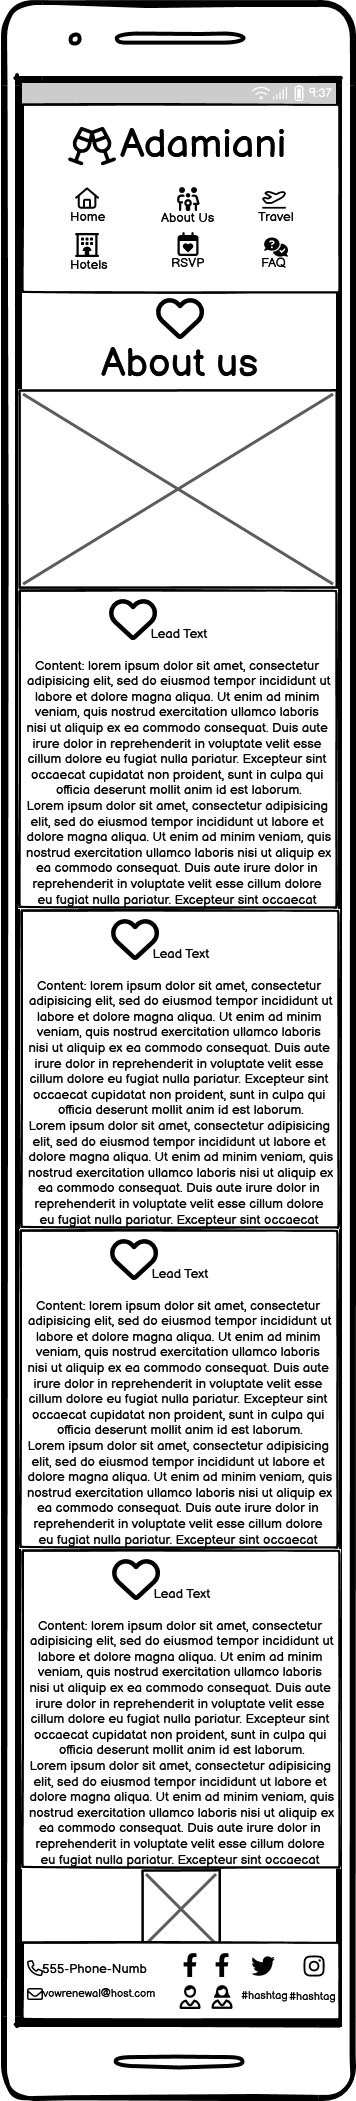 9:37
Adamiani
Home About Us Travel
Hotels RSVP FAQ
About us
Lead Text
Content: lorem ipsum dolor sit amet, consectetur
adipisicing elit, sed do eiusmod tempor incididunt ut
labore et dolore magna aliqua. Ut enim ad minim
veniam, quis nostrud exercitation ullamco laboris
nisi ut aliquip ex ea commodo consequat. Duis aute
irure dolor in reprehenderit in voluptate velit esse
cillum dolore eu fugiat nulla pariatur. Excepteur sint
occaecat cupidatat non proident, sunt in culpa qui
officia deserunt mollit anim id est laborum.
Lorem ipsum dolor sit amet, consectetur adipisicing
elit, sed do eiusmod tempor incididunt ut labore et
dolore magna aliqua. Ut enim ad minim veniam, quis
nostrud exercitation ullamco laboris nisi ut aliquip ex
ea commodo consequat. Duis aute irure dolor in
reprehenderit in voluptate velit esse cillum dolore
eu fugiat nulla pariatur. Excepteur sint occaecat
Lead Text
Content: lorem ipsum dolor sit amet, consectetur
adipisicing elit, sed do eiusmod tempor incididunt ut
labore et dolore magna aliqua. Ut enim ad minim
veniam, quis nostrud exercitation ullamco laboris
nisi ut aliquip ex ea commodo consequat. Duis aute
irure dolor in reprehenderit in voluptate velit esse
cillum dolore eu fugiat nulla pariatur. Excepteur sint
occaecat cupidatat non proident, sunt in culpa qui
officia deserunt mollit anim id est laborum.
Lorem ipsum dolor sit amet, consectetur adipisicing
elit, sed do eiusmod tempor incididunt ut labore et
dolore magna aliqua. Ut enim ad minim veniam, quis
nostrud exercitation ullamco laboris nisi ut aliquip ex
ea commodo consequat. Duis aute irure dolor in
reprehenderit in voluptate velit esse cillum dolore
eu fugiat nulla pariatur. Excepteur sint occaecat
Lead Text
Content: lorem ipsum dolor sit amet, consectetur
adipisicing elit, sed do eiusmod tempor incididunt ut
labore et dolore magna aliqua. Ut enim ad minim
veniam, quis nostrud exercitation ullamco laboris
nisi ut aliquip ex ea commodo consequat. Duis aute
irure dolor in reprehenderit in voluptate velit esse
cillum dolore eu fugiat nulla pariatur. Excepteur sint
occaecat cupidatat non proident, sunt in culpa qui
officia deserunt mollit anim id est laborum.
Lorem ipsum dolor sit amet, consectetur adipisicing
elit, sed do eiusmod tempor incididunt ut labore et
dolore magna aliqua. Ut enim ad minim veniam, quis
nostrud exercitation ullamco laboris nisi ut aliquip ex
ea commodo consequat. Duis aute irure dolor in
reprehenderit in voluptate velit esse cillum dolore
eu fugiat nulla pariatur. Excepteur sint occaecat
Lead Text
Content: lorem ipsum dolor sit amet, consectetur
adipisicing elit, sed do eiusmod tempor incididunt ut
labore et dolore magna aliqua. Ut enim ad minim
veniam, quis nostrud exercitation ullamco laboris
nisi ut aliquip ex ea commodo consequat. Duis aute
irure dolor in reprehenderit in voluptate velit esse
cillum dolore eu fugiat nulla pariatur. Excepteur sint
occaecat cupidatat non proident, sunt in culpa qui
officia deserunt mollit anim id est laborum.
Lorem ipsum dolor sit amet, consectetur adipisicing
elit, sed do eiusmod tempor incididunt ut labore et
dolore magna aliqua. Ut enim ad minim veniam, quis
nostrud exercitation ullamco laboris nisi ut aliquip ex
ea commodo consequat. Duis aute irure dolor in
reprehenderit in voluptate velit esse cillum dolore
eu fugiat nulla pariatur. Excepteur sint occaecat
555-Phone-Numb
vowrenewal@host.com #hashtag #hashtag